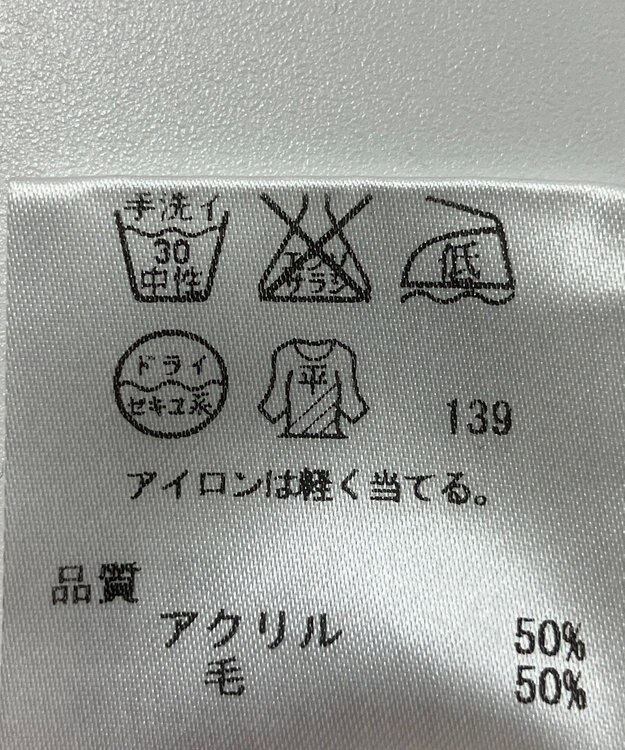 手洗イ
30
中性
エンソ
サラシ
低
ドライ
セキユ系
平
139
アイロンは軽く当てる。
品質
アクリル 50%
毛 50%